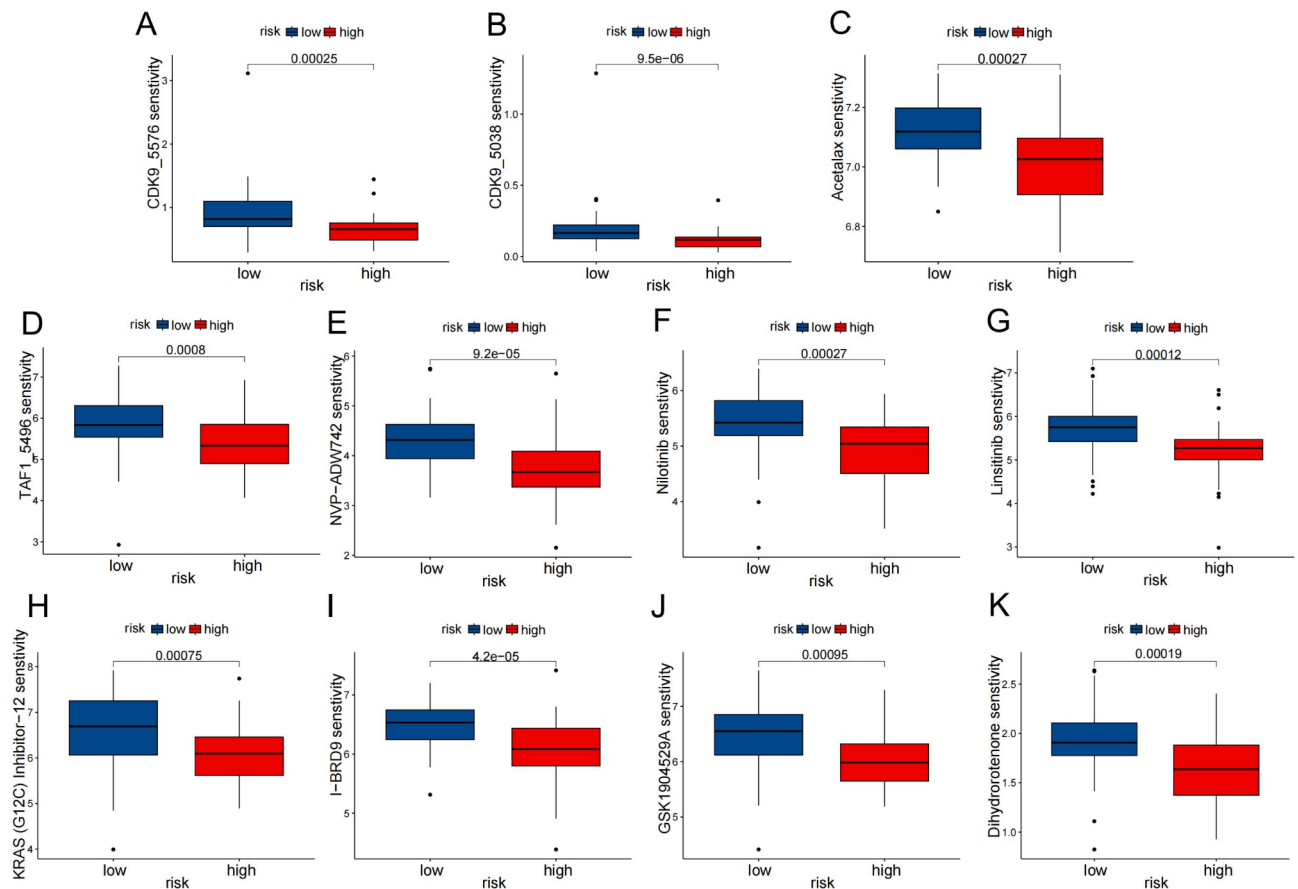 A
risk low high
CDK9_5576 senstivity
0.00025
3
2
1
low high
risk
B
risk low high
CDK9_5038 senstivity
9.5e−06
1.0
0.5
0.0
low high
risk
C
risk low high
Acetalax senstivity
0.00027
7.2
7.0
6.8
low high
risk
D
risk low high
TAF1_5496 senstivity
0.0008
7
6
5
4
3
low high
risk
E
risk low high
NVP−ADW742 senstivity
9.2e−05
6
5
4
3
2
low high
risk
F
risk low high
Nilotinib senstivity
0.00027
6
5
4
low high
risk
G
risk low high
Linsitinib senstivity
0.00012
7
6
5
4
3
low high
risk
H
risk low high
KRAS (G12C) Inhibitor−12 senstivity
0.00075
8
7
6
5
4
low high
risk
I
risk low high
I−BRD9 senstivity
4.2e−05
7
6
5
low high
risk
J
risk low high
GSK1904529A senstivity
0.00095
7
6
5
low high
risk
K
risk low high
Dihydrorotenone senstivity
0.00019
2.5
2.0
1.5
1.0
low high
risk